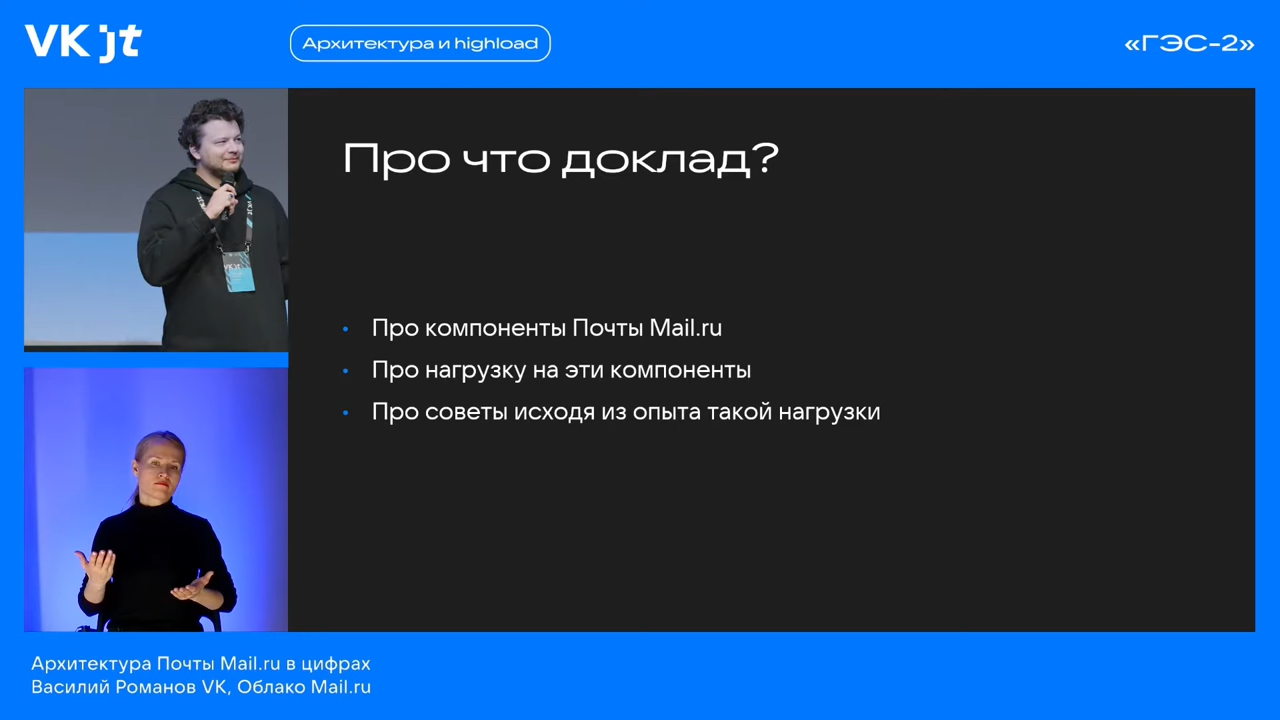 VK jt
Архитектура и highload
«ГЭС-2»
Про что доклад?
• Про компоненты Почты Mail.ru
• Про нагрузку на эти компоненты
• Про советы исходя из опыта такой нагрузки
Архитектура Почты Mail.ru в цифрах
Василий Романов VK, Облако Mail.ru